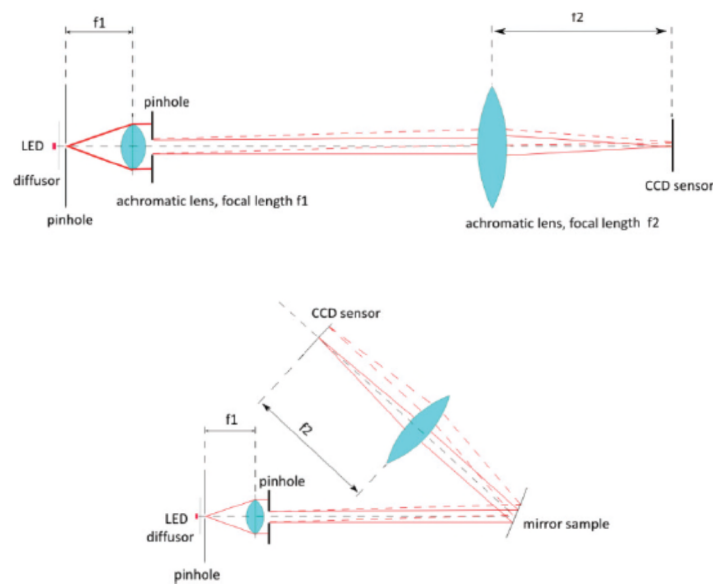 f1
f2
pinhole
LED
diffusor
pinhole
achromatic lens, focal length f1
CCD sensor
achromatic lens, focal length f2
CCD sensor
f1
f2
pinhole
LED
diffusor
pinhole
mirror sample